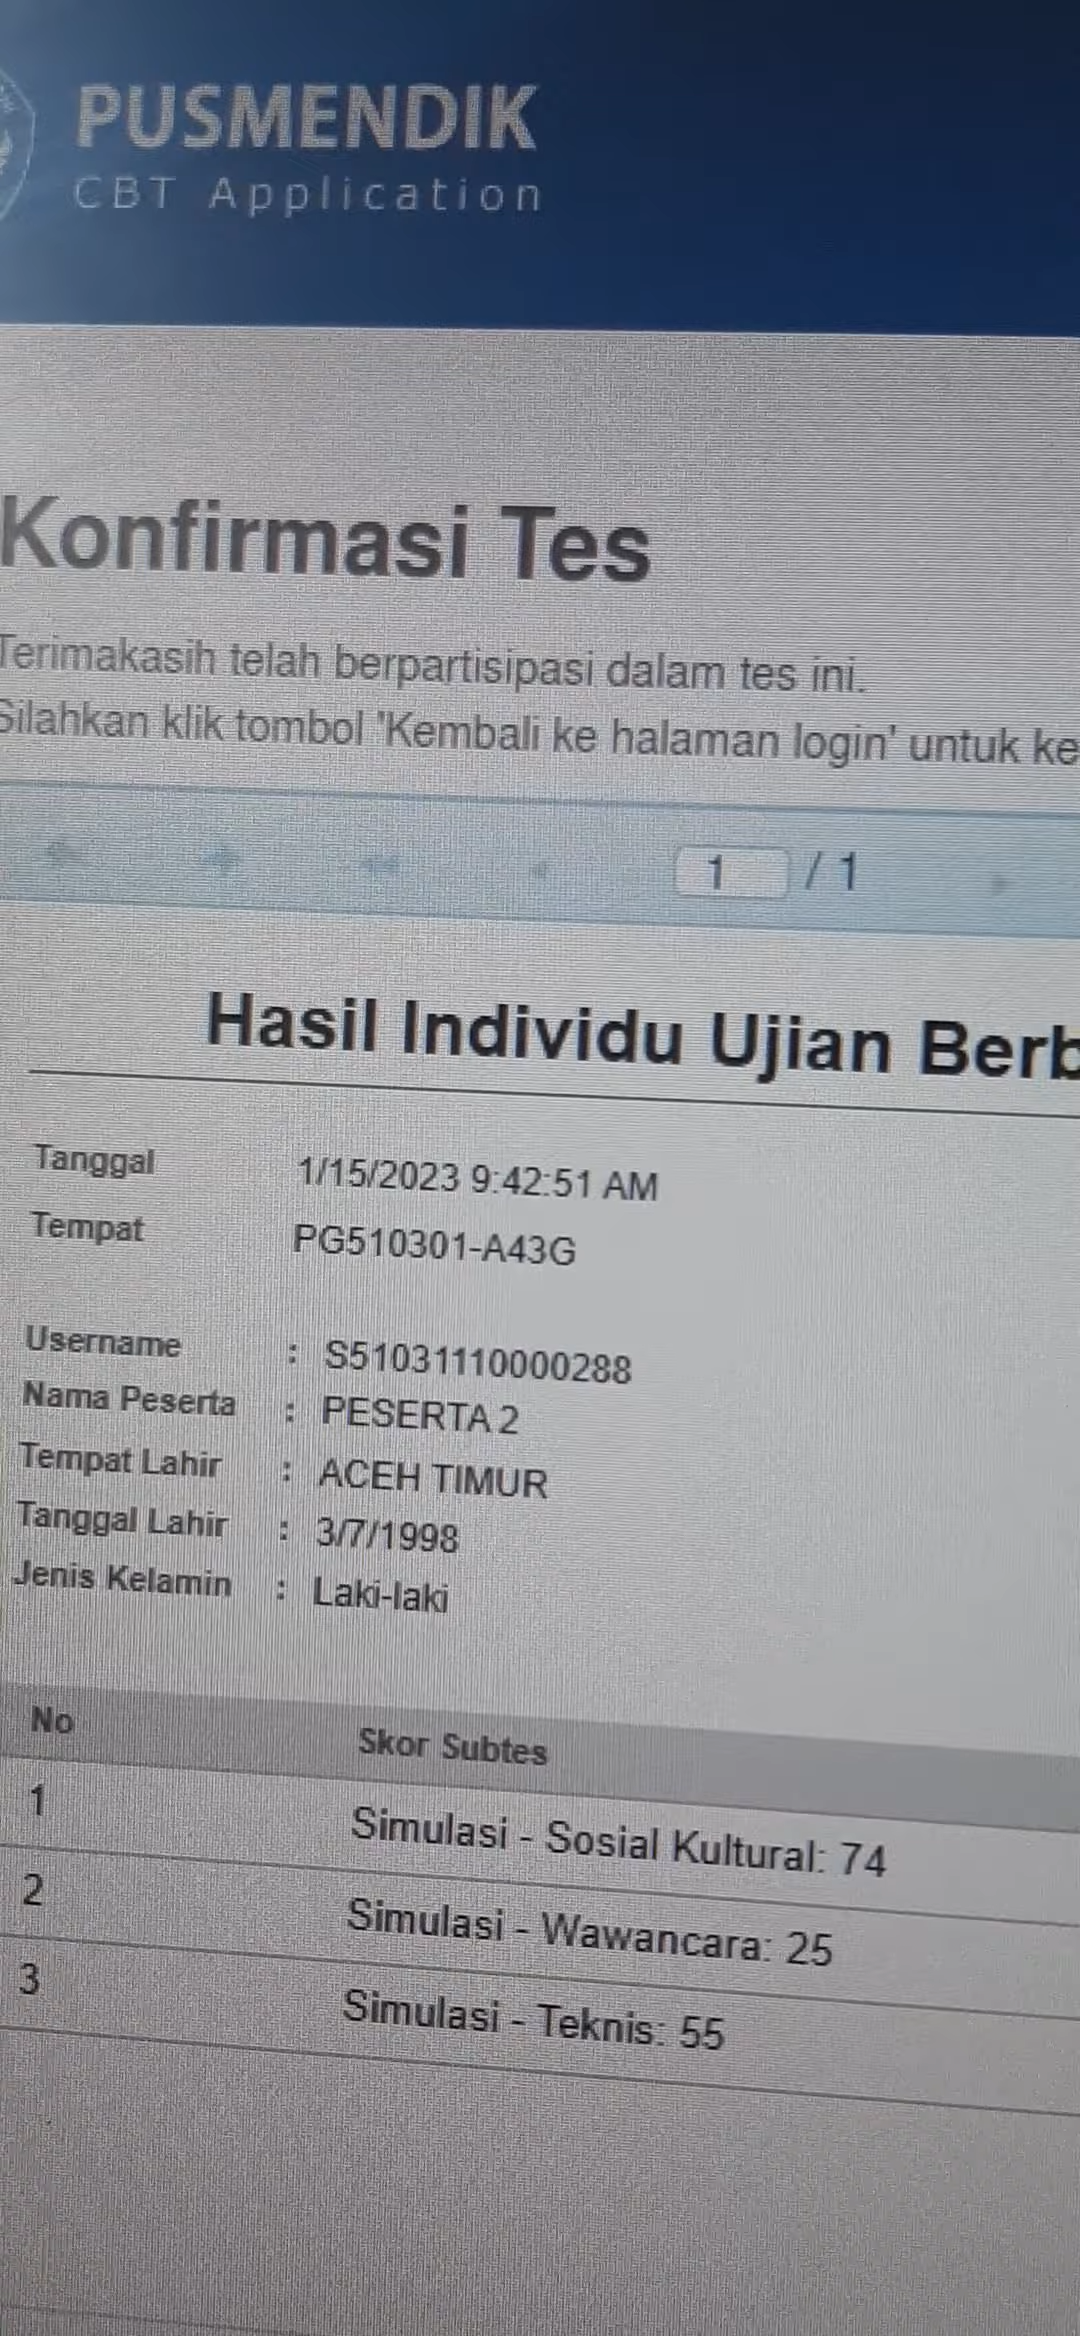 PUSMENDIK
CBT Application
Konfirmasi Tes
Terimakasih telah berpartisipasi dalam tes ini.
Silahkan klik tombol 'Kembali ke halaman login' untuk ke
1 / 1
Hasil Individu Ujian Berb
Tanggal 1/15/2023 9:42:51 AM
Tempat PG510301-A43G
Username : S51031110000288
Nama Peserta : PESERTA 2
Tempat Lahir : ACEH TIMUR
Tanggal Lahir : 3/7/1998
Jenis Kelamin : Laki-laki
No Skor Subtes
1 Simulasi - Sosial Kultural: 74
2 Simulasi - Wawancara: 25
3 Simulasi - Teknis: 55